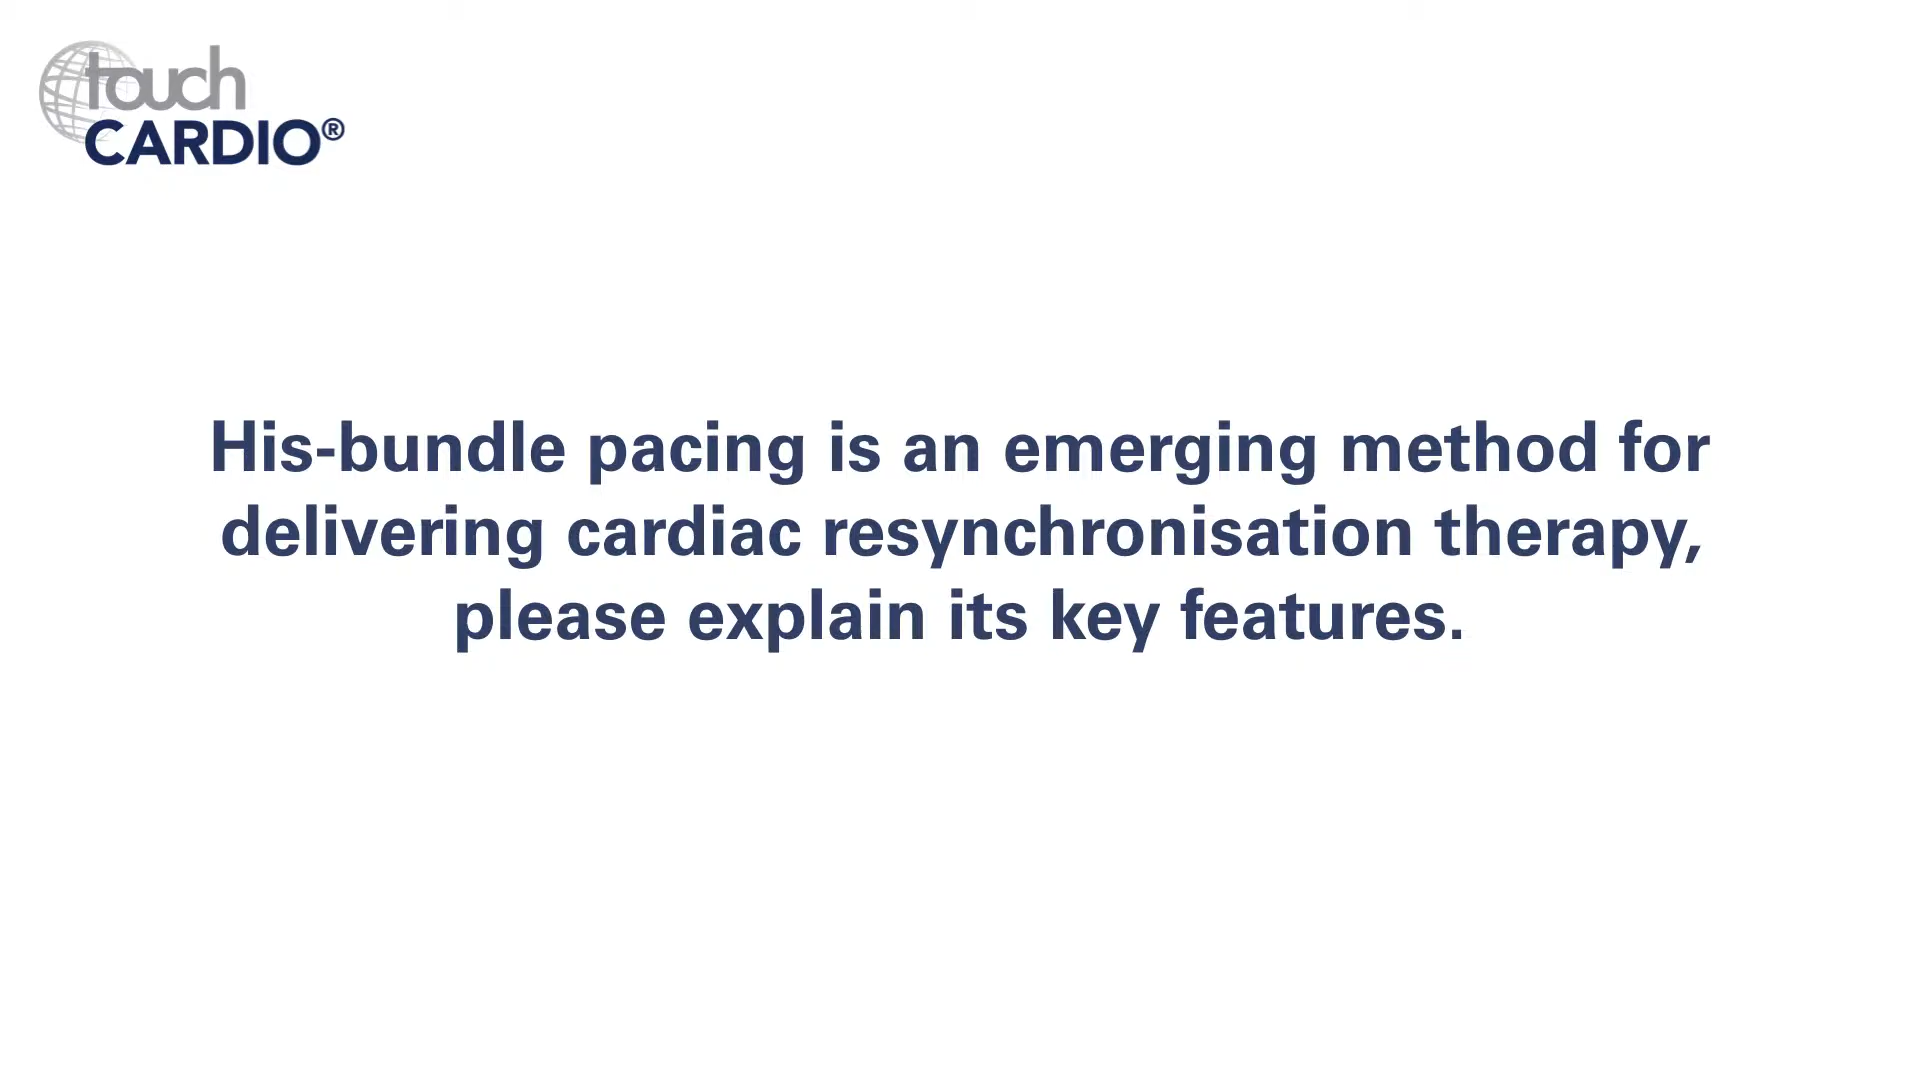 touch
CARDIO®
His-bundle pacing is an emerging method for
delivering cardiac resynchronisation therapy,
please explain its key features.